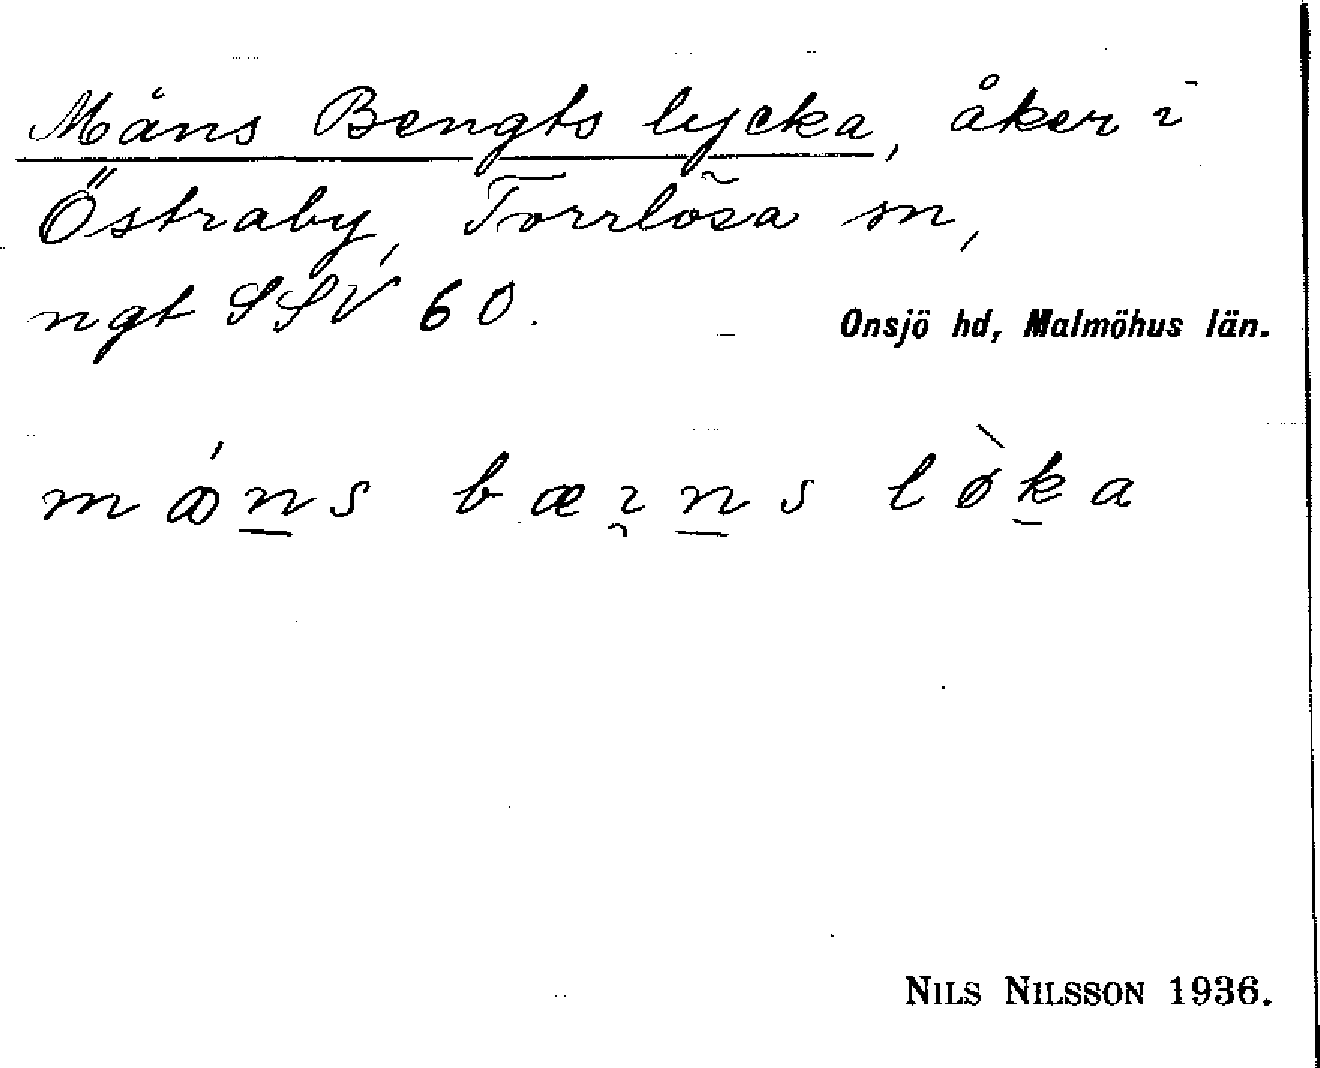 Måns Bengts lycka, åker i
Östraby, Torrlösa sn,
ngt SSV 60.
Onsjö hd, Malmöhus län.
måns bæɪns løka
NILS NILSSON 1936.